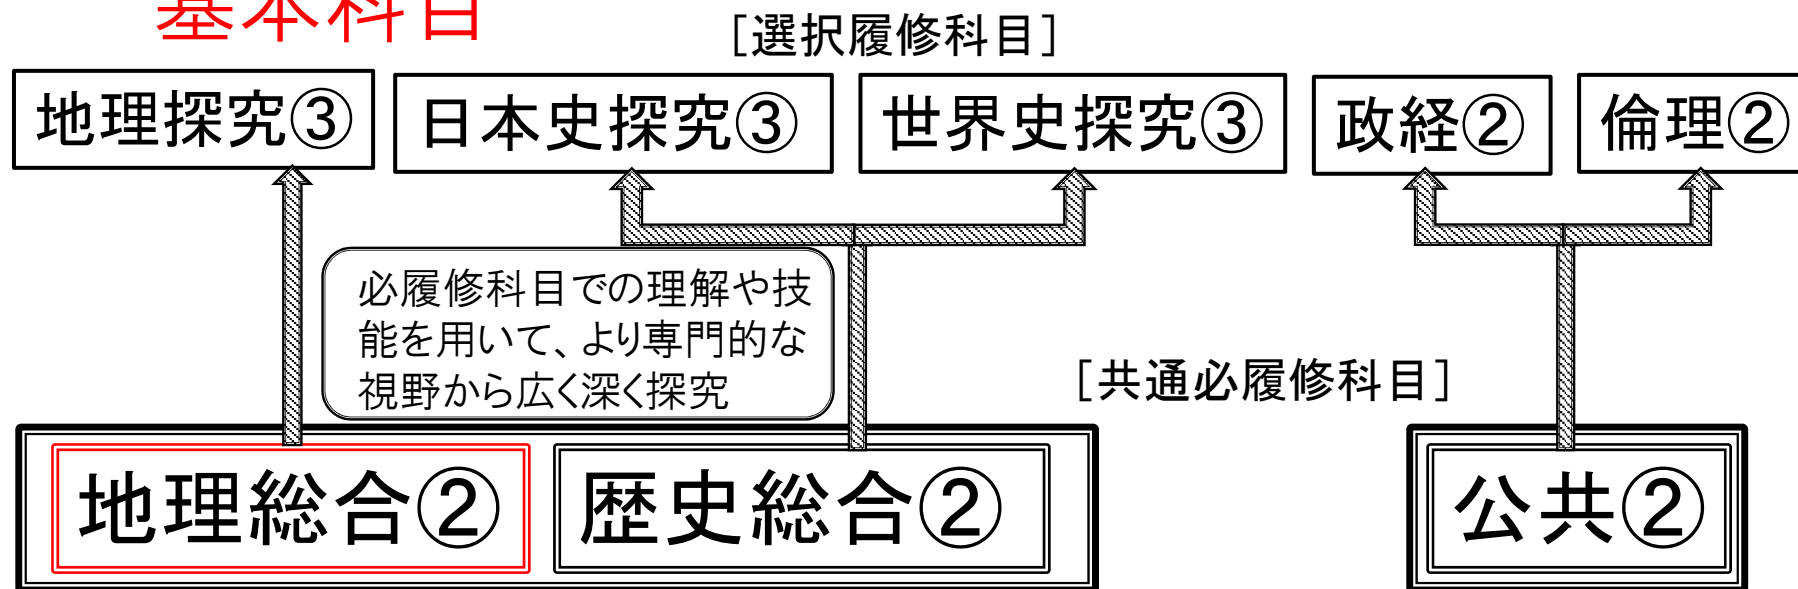 基本科目
［選択履修科目］
地理探究③
日本史探究③
世界史探究③
政経②
倫理②
必履修科目での理解や技
能を用いて、より専門的な
視野から広く深く探究
［共通必履修科目］
地理総合②
歴史総合②
公共②